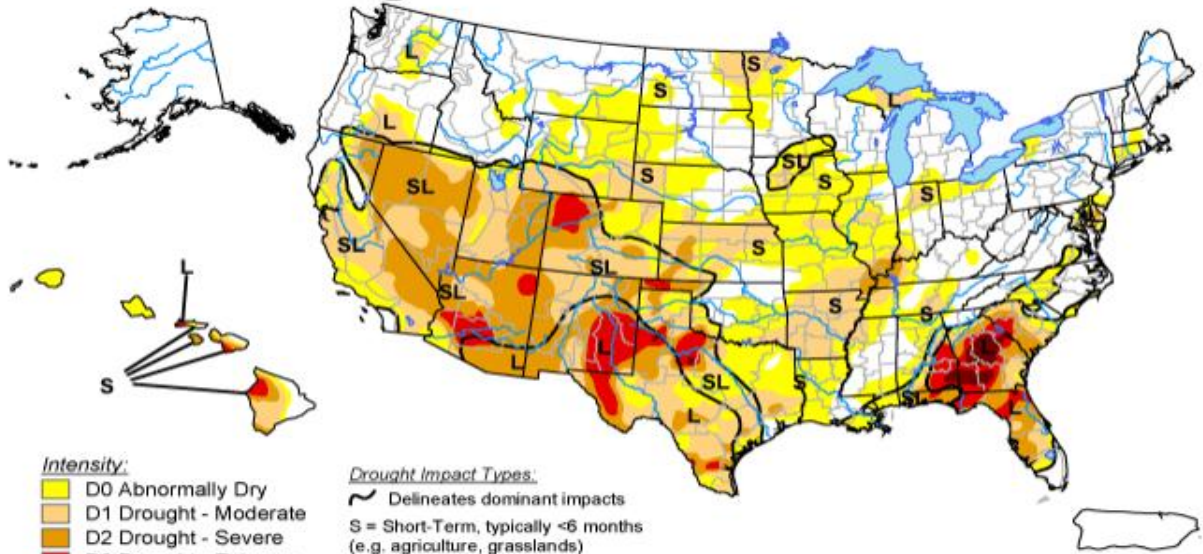 L
S
S
L
L
SL
S
SL
S
S
SL
S
SL
L
SL
SL
S
S
L
L
SL
S
L
L
S
SL
L
L
S
Intensity:
D0 Abnormally Dry
D1 Drought - Moderate
D2 Drought - Severe
Drought Impact Types:
Delineates dominant impacts
S = Short-Term, typically <6 months
(e.g. agriculture, grasslands)